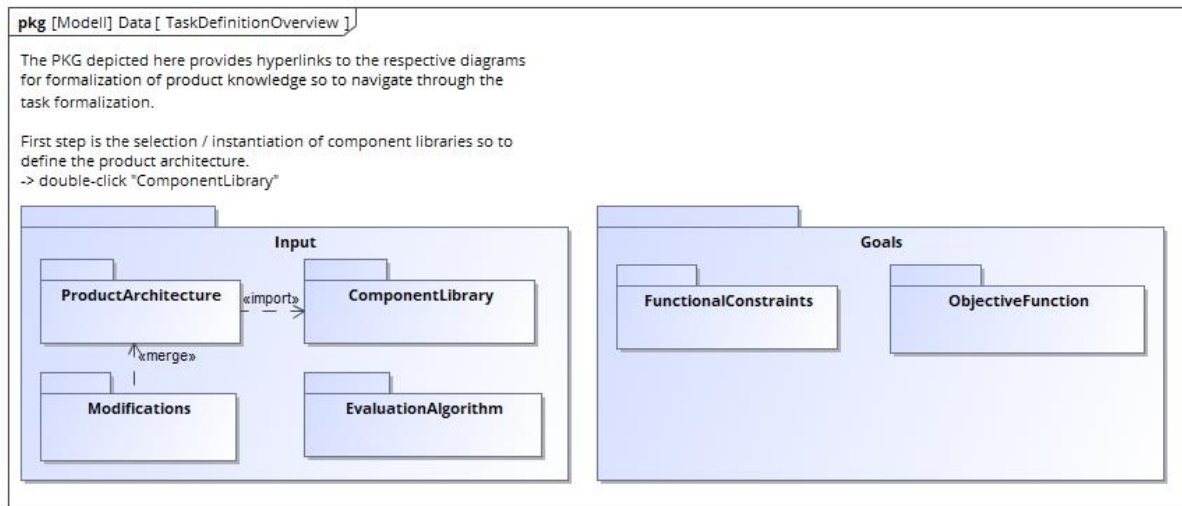 pkg [Modell] Data [ TaskDefinitionOverview ]
The PKG depicted here provides hyperlinks to the respective diagrams
for formalization of product knowledge so to navigate through the
task formalization.
First step is the selection / instantiation of component libraries so to
define the product architecture.
-> double-click "ComponentLibrary"
Input
ProductArchitecture
«import»
ComponentLibrary
«merge»
Modifications
EvaluationAlgorithm
Goals
FunctionalConstraints
ObjectiveFunction